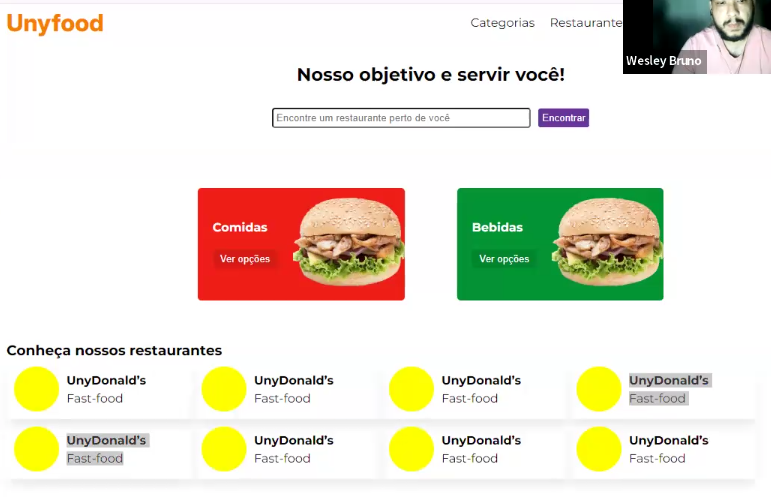 Unyfood
Categorias Restaurante
Wesley Bruno
Nosso objetivo e servir você!
Encontre um restaurante perto de você Encontrar
Comidas Bebidas
Ver opções Ver opções
Conheça nossos restaurantes
UnyDonald’s UnyDonald’s UnyDonald’s UnyDonald’s
Fast-food Fast-food Fast-food Fast-food
UnyDonald’s UnyDonald’s UnyDonald’s UnyDonald’s
Fast-food Fast-food Fast-food Fast-food